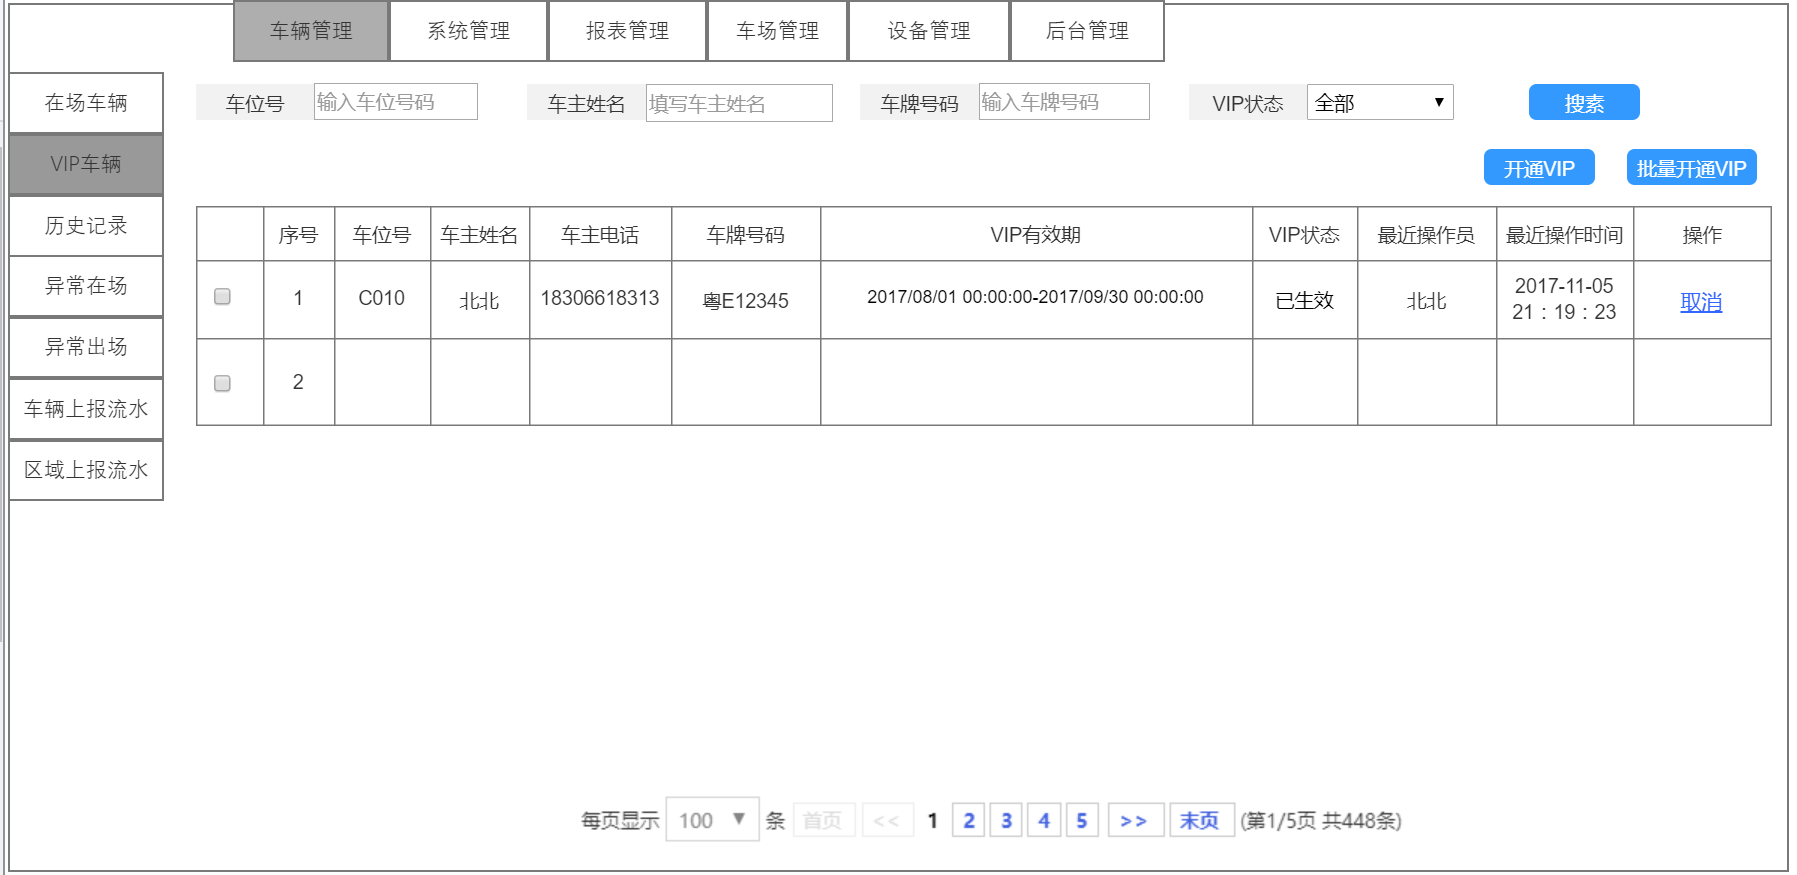 车辆管理 系统管理 报表管理 车场管理 设备管理 后台管理
在场车辆
VIP车辆
历史记录
异常在场
异常出场
车辆上报流水
区域上报流水
车位号 输入车位号码 车主姓名 填写车主姓名 车牌号码 输入车牌号码 VIP状态 全部 ▼ 搜素
开通VIP 批量开通VIP
序号 车位号 车主姓名 车主电话 车牌号码 VIP有效期 VIP状态 最近操作员 最近操作时间 操作
1 C010 北北 18306618313 粤E12345 2017/08/01 00:00:00-2017/09/30 00:00:00 已生效 北北 2017-11-05
21：19：23 取消
2
每页显示 100 ▼ 条 首页 << 1 2 3 4 5 >> 末页 (第1/5页 共448条)